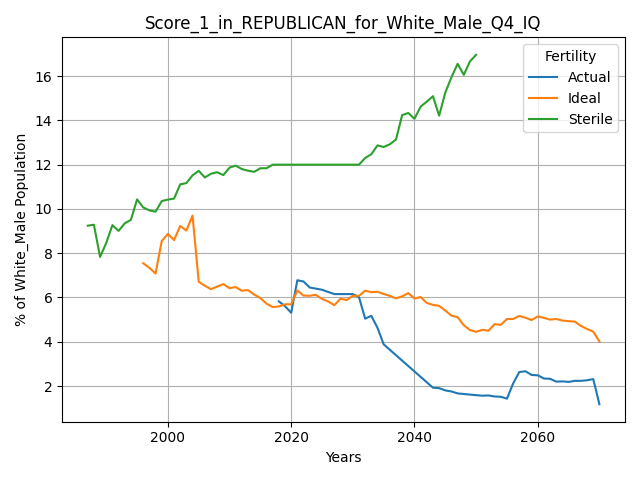 Score_1_in_REPUBLICAN_for_White_Male_Q4_IQ
Fertility
Actual
Ideal
Sterile
% of White_Male Population
16
14
12
10
8
6
4
2
2000
2020
2040
2060
Years